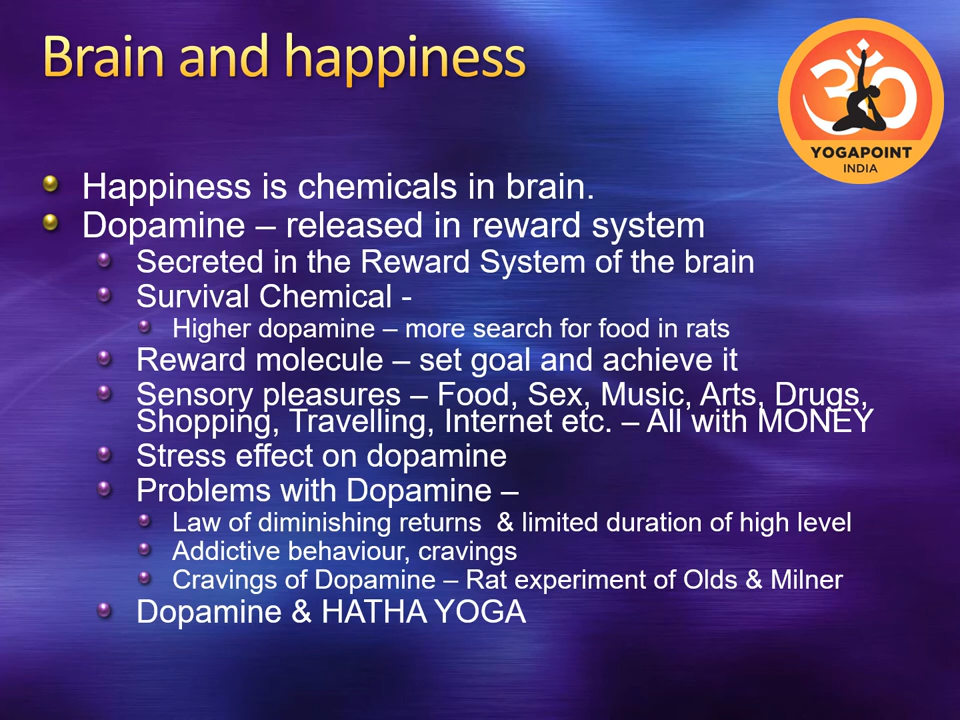 Brain and happiness
YOGAPOINT
INDIA
Happiness is chemicals in brain.
Dopamine – released in reward system
Secreted in the Reward System of the brain
Survival Chemical -
Higher dopamine – more search for food in rats
Reward molecule – set goal and achieve it
Sensory pleasures – Food, Sex, Music, Arts, Drugs,
Shopping, Travelling, Internet etc. – All with MONEY
Stress effect on dopamine
Problems with Dopamine –
Law of diminishing returns & limited duration of high level
Addictive behaviour, cravings
Cravings of Dopamine – Rat experiment of Olds & Milner
Dopamine & HATHA YOGA